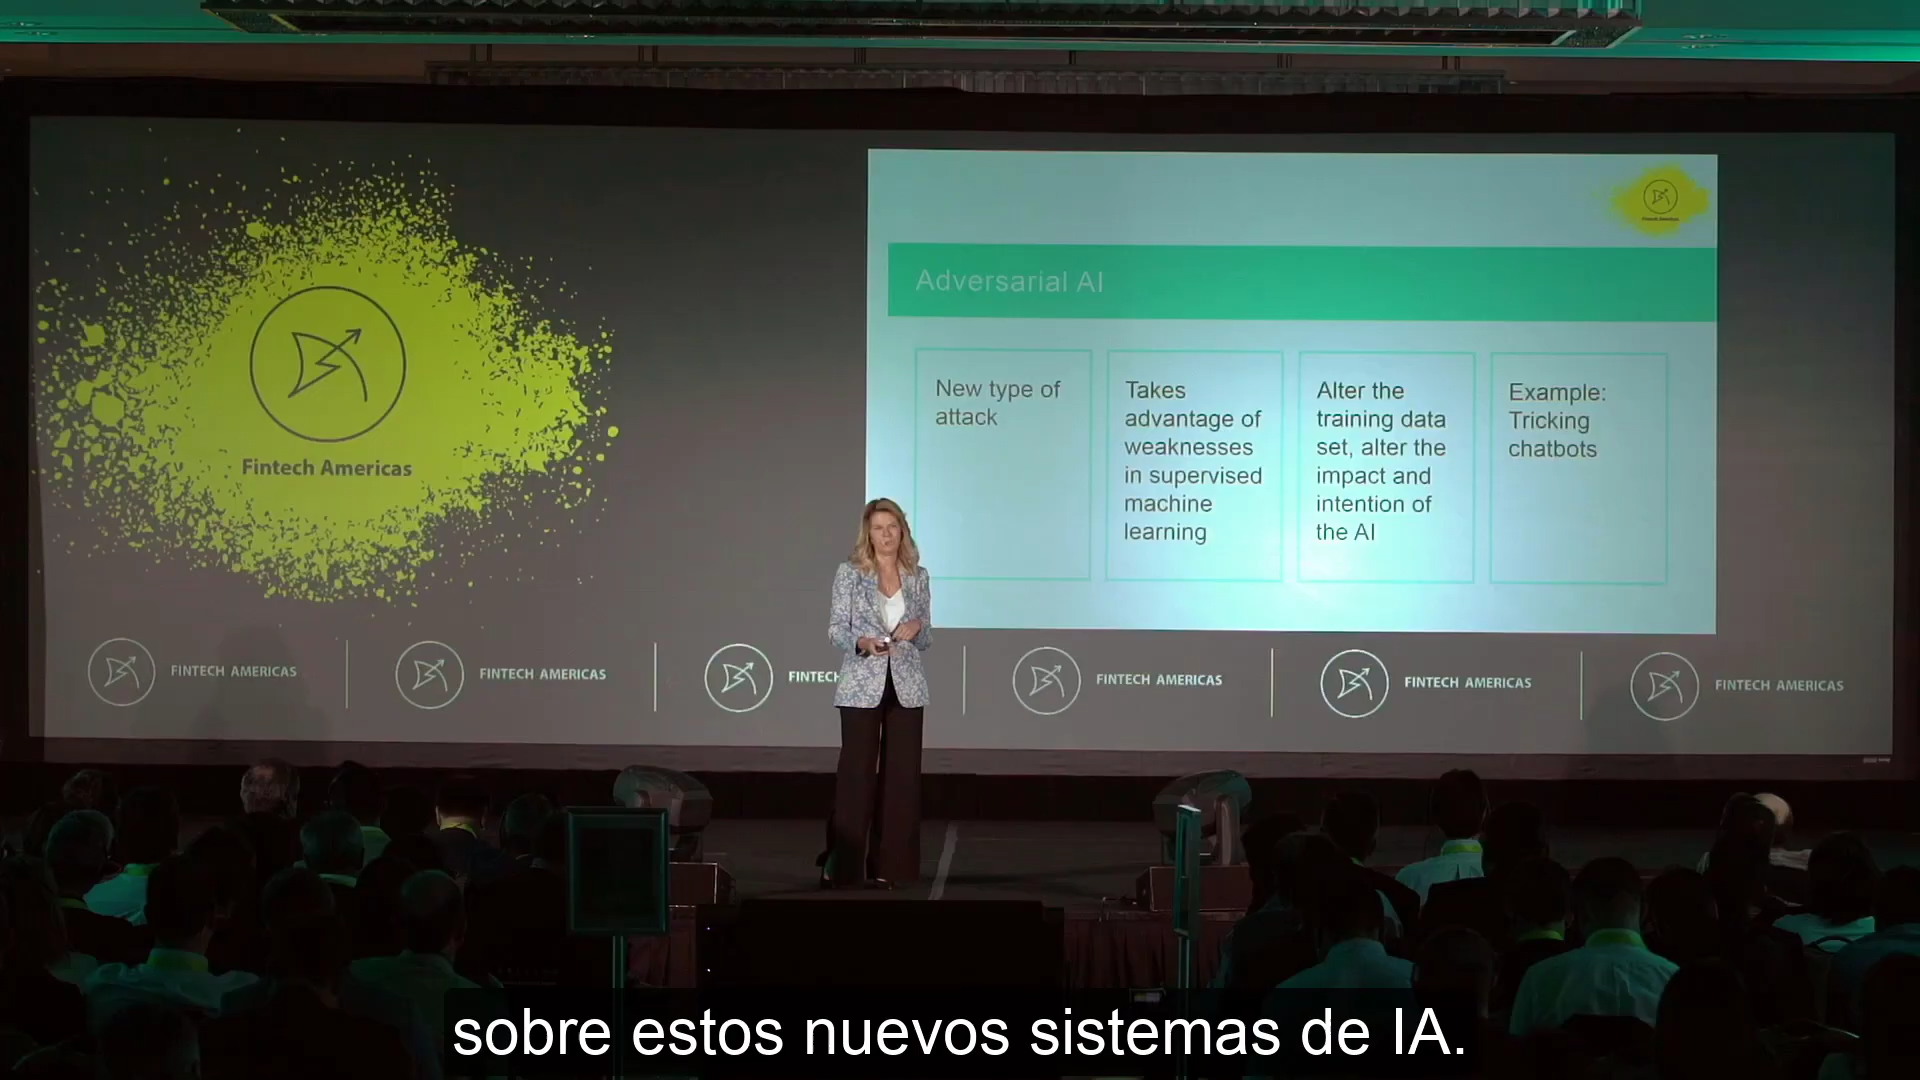 Fintech Americas
Adversarial AI
New type of
attack
Takes
advantage of
weaknesses
in supervised
machine
learning
Alter the
training data
set, alter the
impact and
intention of
the AI
Example:
Tricking
chatbots
FINTECH AMERICAS
FINTECH AMERICAS
FINTECH
FINTECH AMERICAS
FINTECH AMERICAS
FINTECH AMERICAS
sobre estos nuevos sistemas de IA.